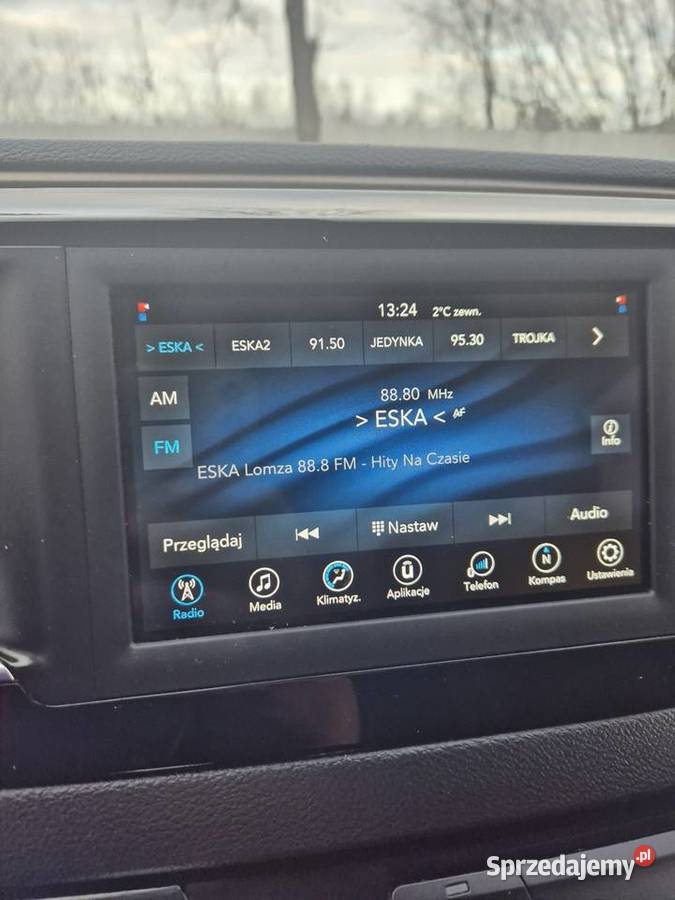 13:24 2°C zewn.
> ESKA < ESKA2 91.50 JEDYNKA 95.30 TROJKA
AM
88.80 MHz
> ESKA < AF
FM
Info
ESKA Lomza 88.8 FM - Hity Na Czasie
Przeglądaj Nastaw Audio
Radio Media Klimatyz. Aplikacje Telefon N Kompas Ustawienia
Sprzedajemy.pl